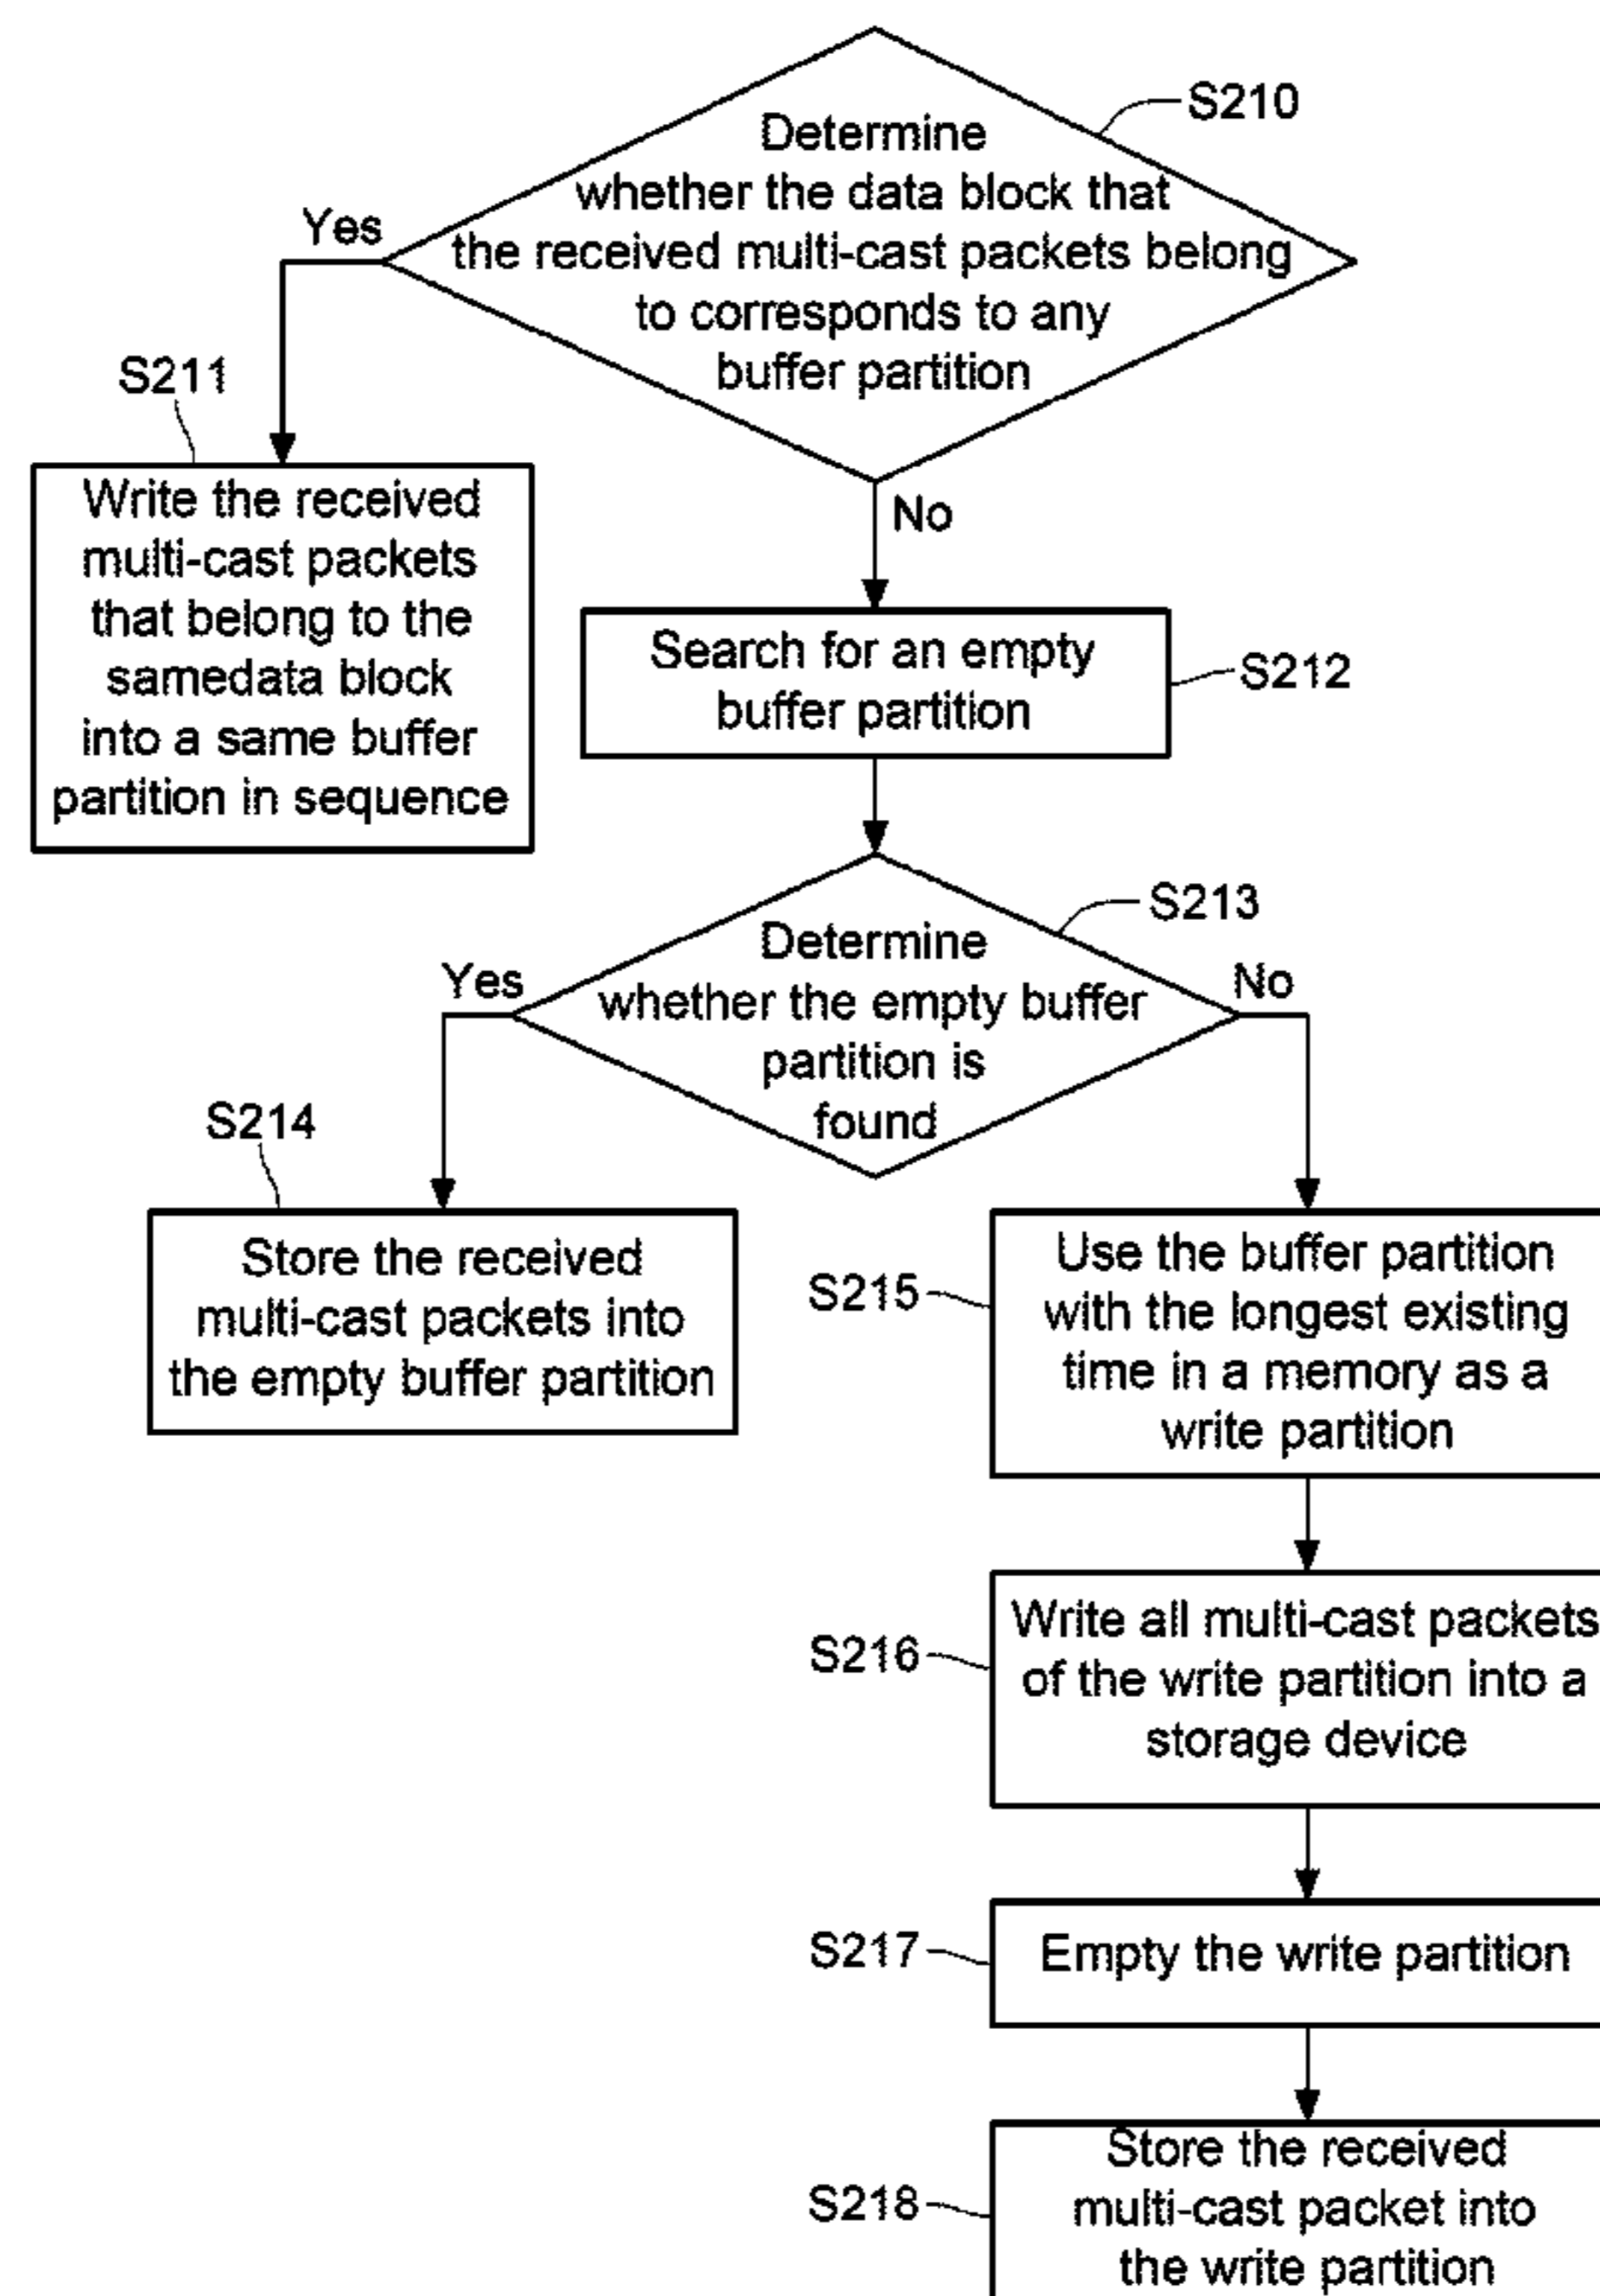 S210
Determine
whether the data block that
the received multi-cast packets belong
to corresponds to any
buffer partition
Yes
No
S211
Write the received
multi-cast packets
that belong to the
samedata block
into a same buffer
partition in sequence
Search for an empty
buffer partition
S212
S213
Determine
whether the empty buffer
partition is
found
Yes
No
S214
Store the received
multi-cast packets into
the empty buffer partition
S215
Use the buffer partition
with the longest existing
time in a memory as a
write partition
S216
Write all multi-cast packets
of the write partition into a
storage device
S217
Empty the write partition
S218
Store the received
multi-cast packet into
the write partition